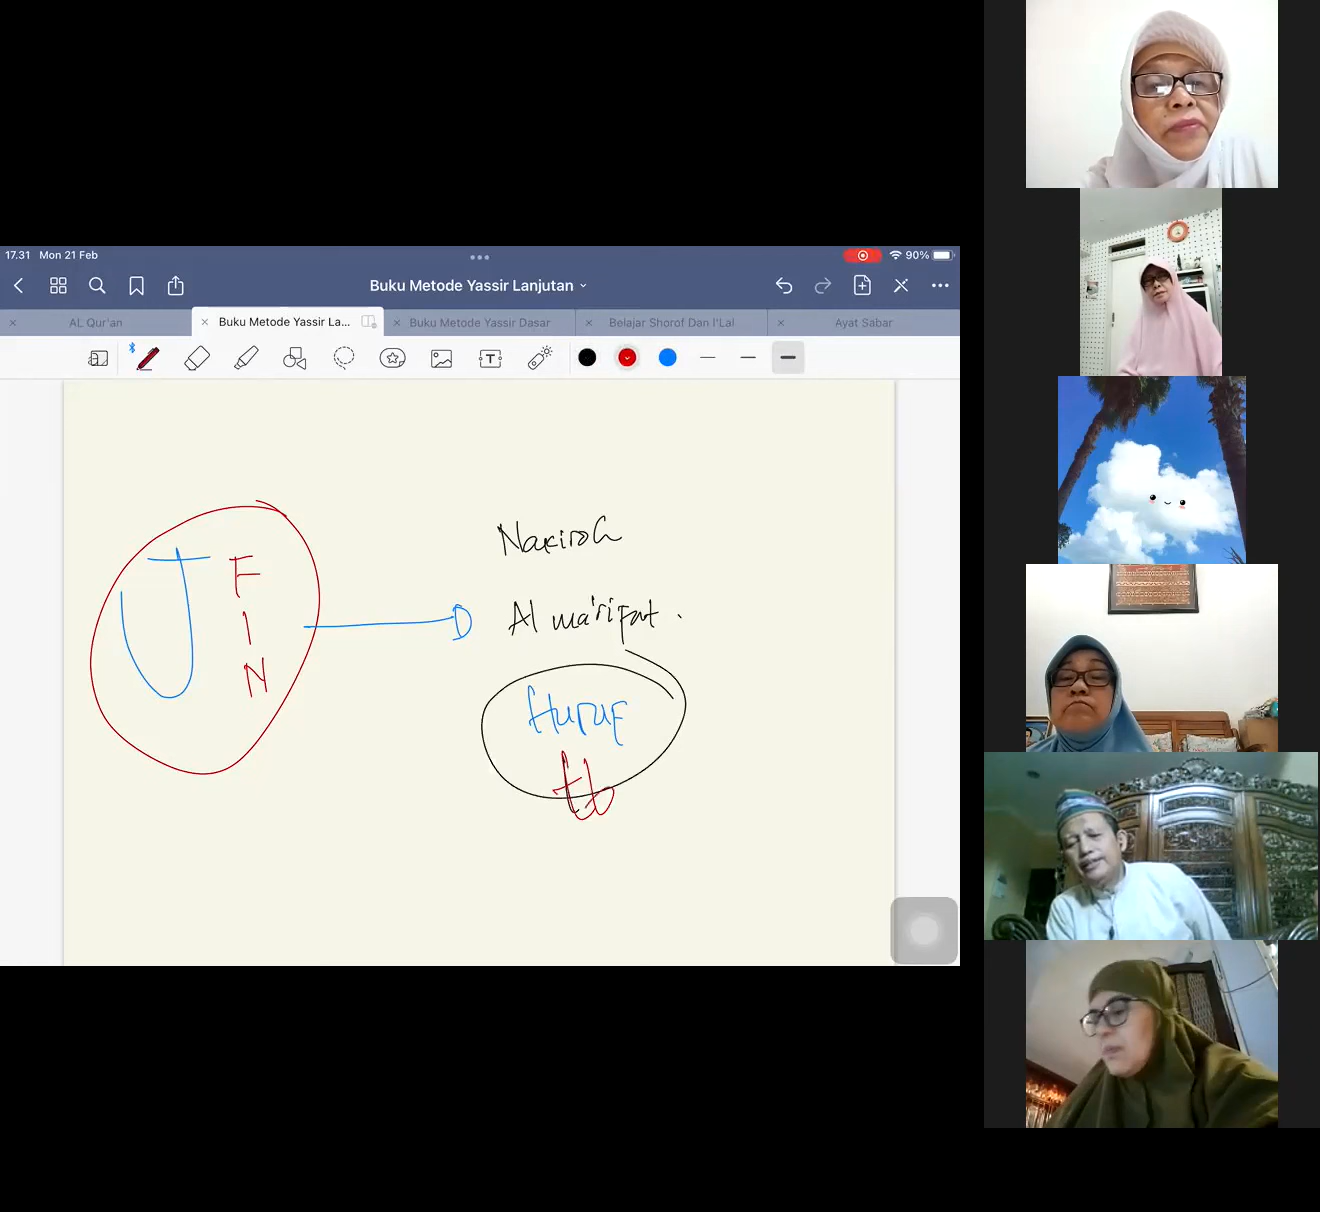 17.31 Mon 21 Feb
90%
Buku Metode Yassir Lanjutan
AL Qur'an
Buku Metode Yassir La...
Buku Metode Yassir Dasar
Belajar Shorof Dan I'Lal
Ayat Sabar
T
J F I N
Nakiroh
Al ma'rifat.
Huruf